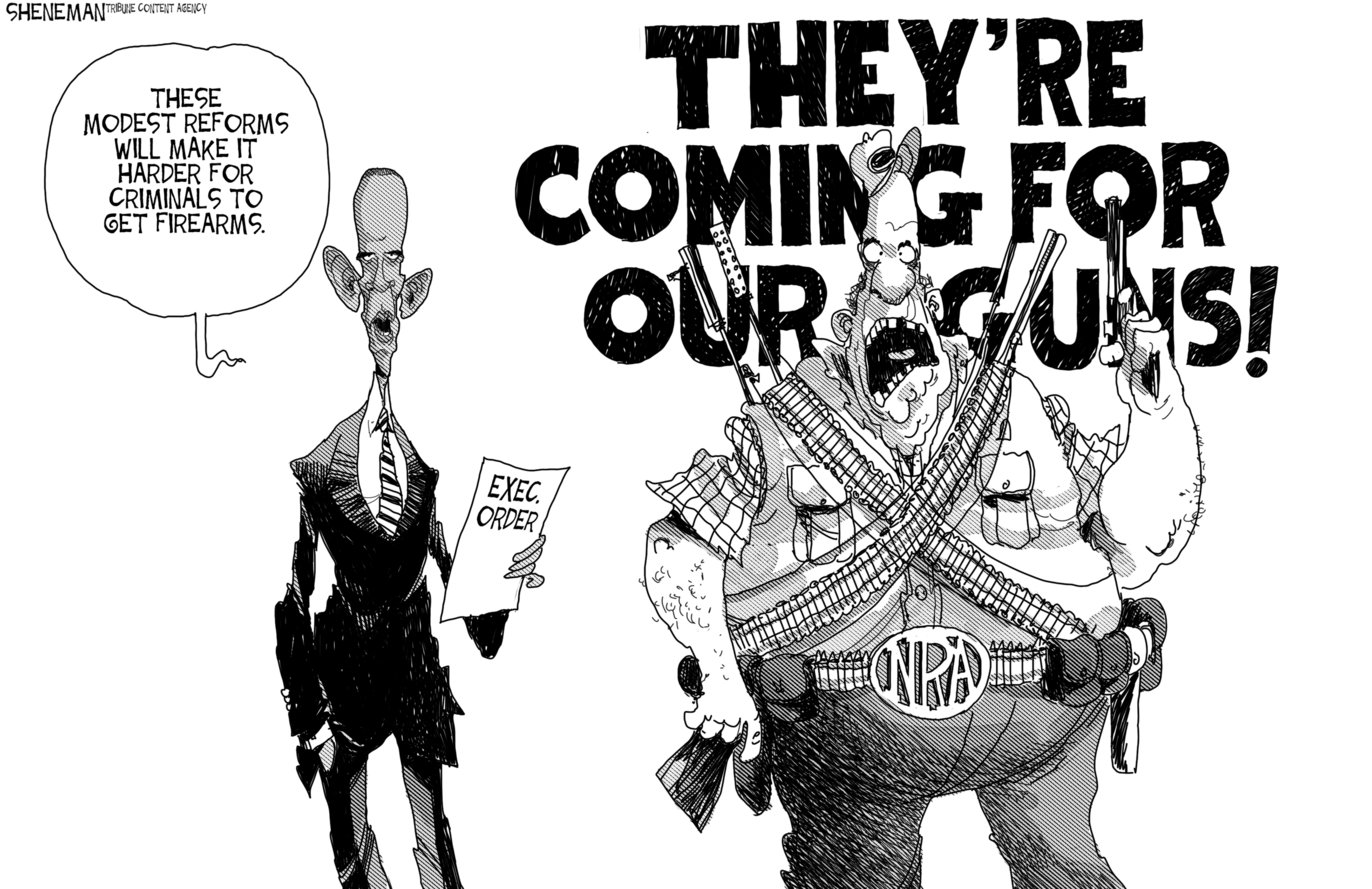 SHENEMAN TRIBUNE CONTENT AGENCY
THESE
MODEST REFORMS
WILL MAKE IT
HARDER FOR
CRIMINALS TO
GET FIREARMS.
EXEC.
ORDER
THEY'RE
COMING FOR
OUR GUNS!
NRA